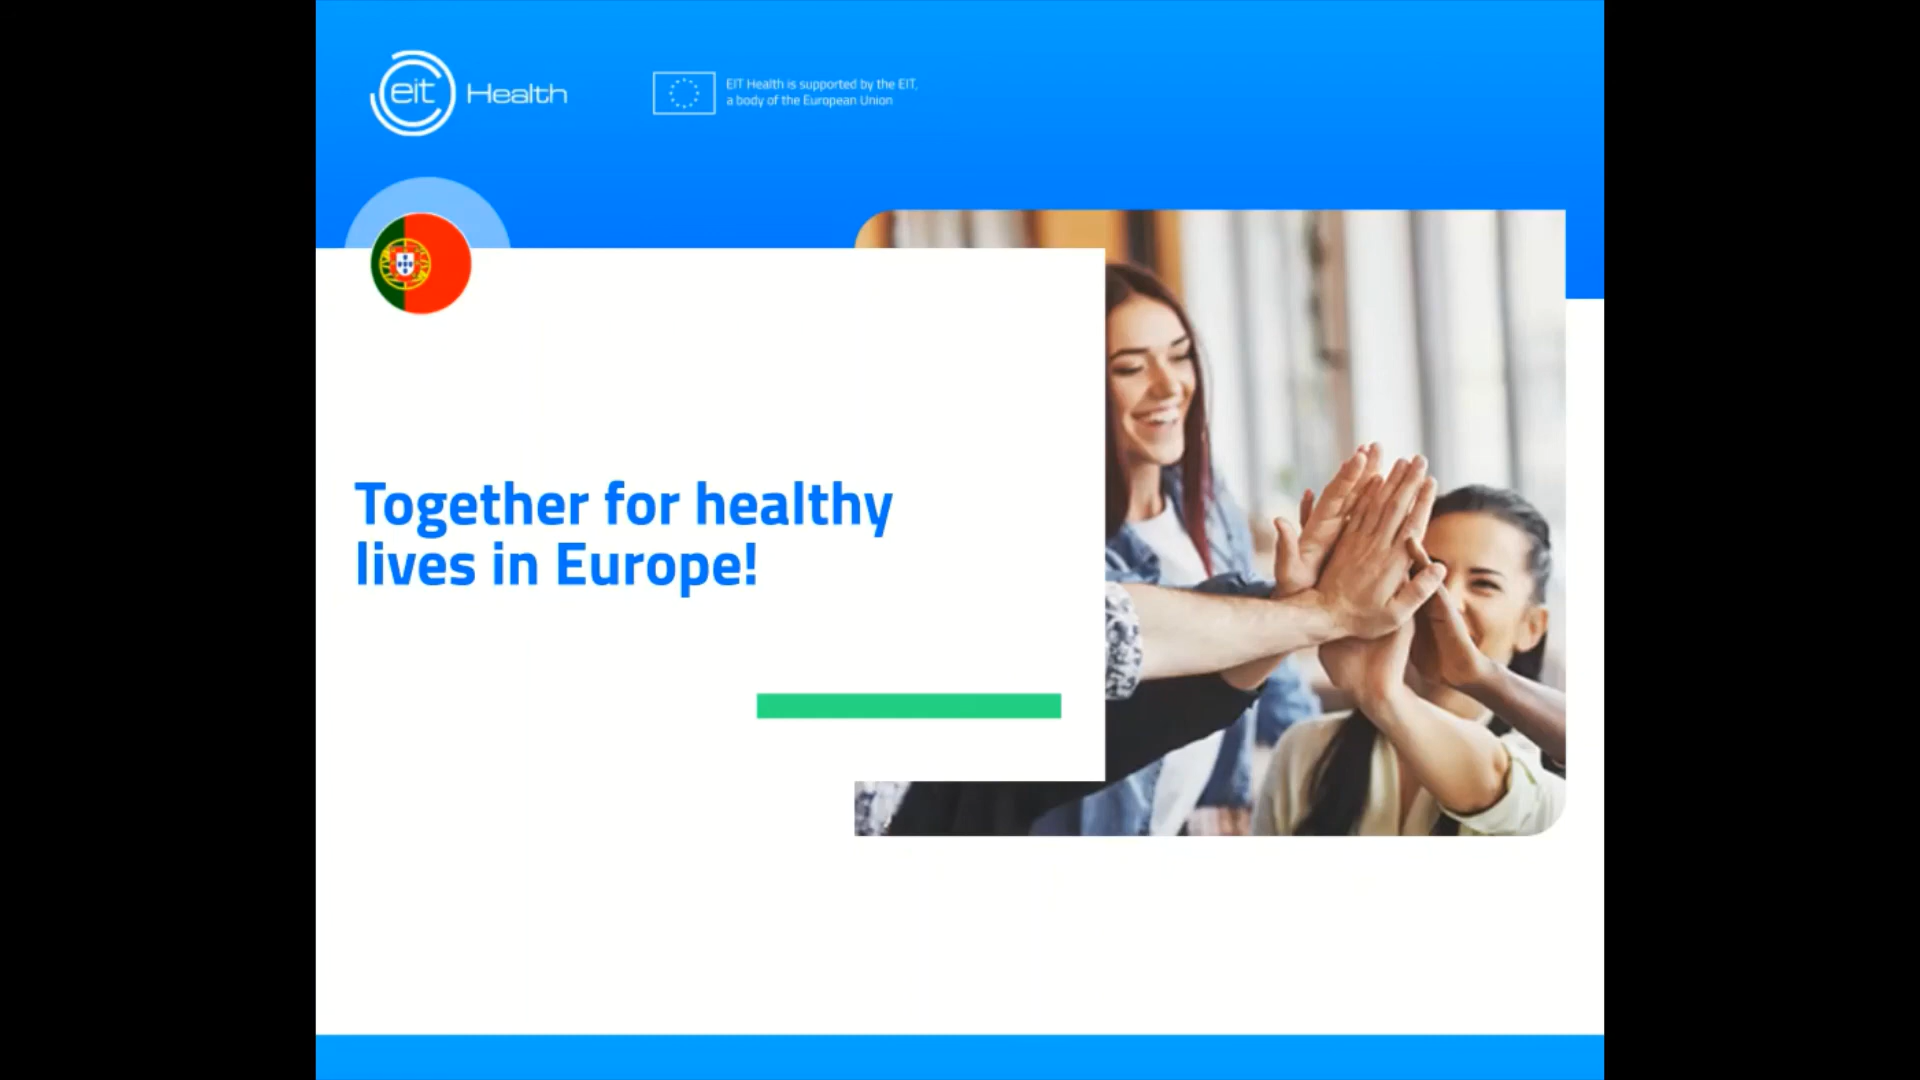 eit Health
EIT Health is supported by the EIT,
a body of the European Union
Together for healthy
lives in Europe!